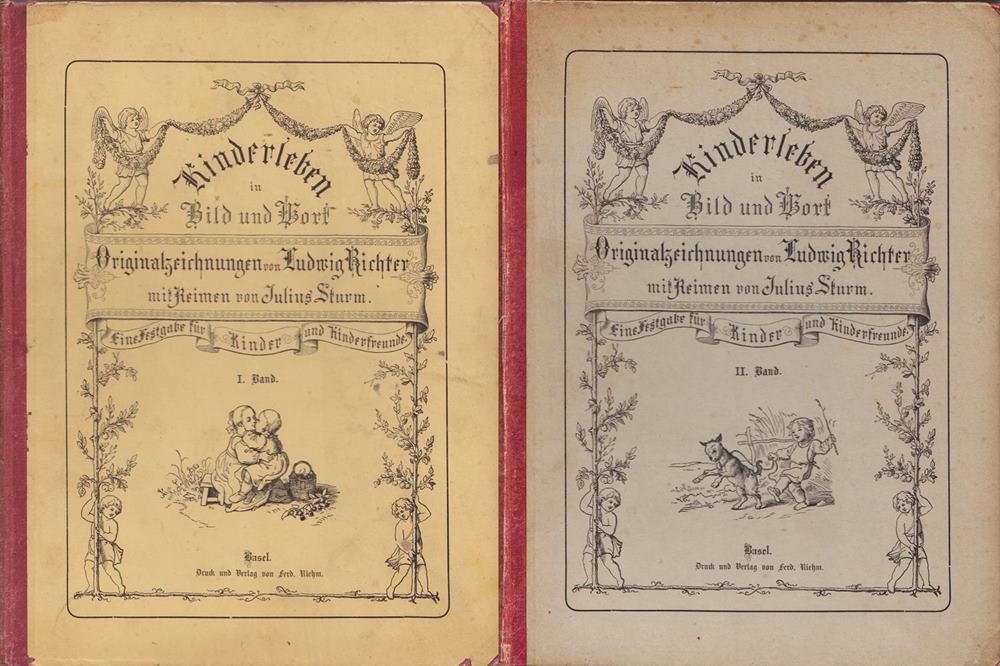 Kinderleben
in
Bild und Wort
Originalzeichnungen von Ludwig Richter
mit Reimen von Julius Sturm.
Eine Festgabe für Kinder und Kinderfreunde.
I. Band.
Basel.
Druck und Verlag von Ferd. Riehm.
Kinderleben
in
Bild und Wort
Originalzeichnungen von Ludwig Richter
mit Reimen von Julius Sturm.
Eine Festgabe für Kinder und Kinderfreunde.
II. Band.
Basel.
Druck und Verlag von Ferd. Riehm.